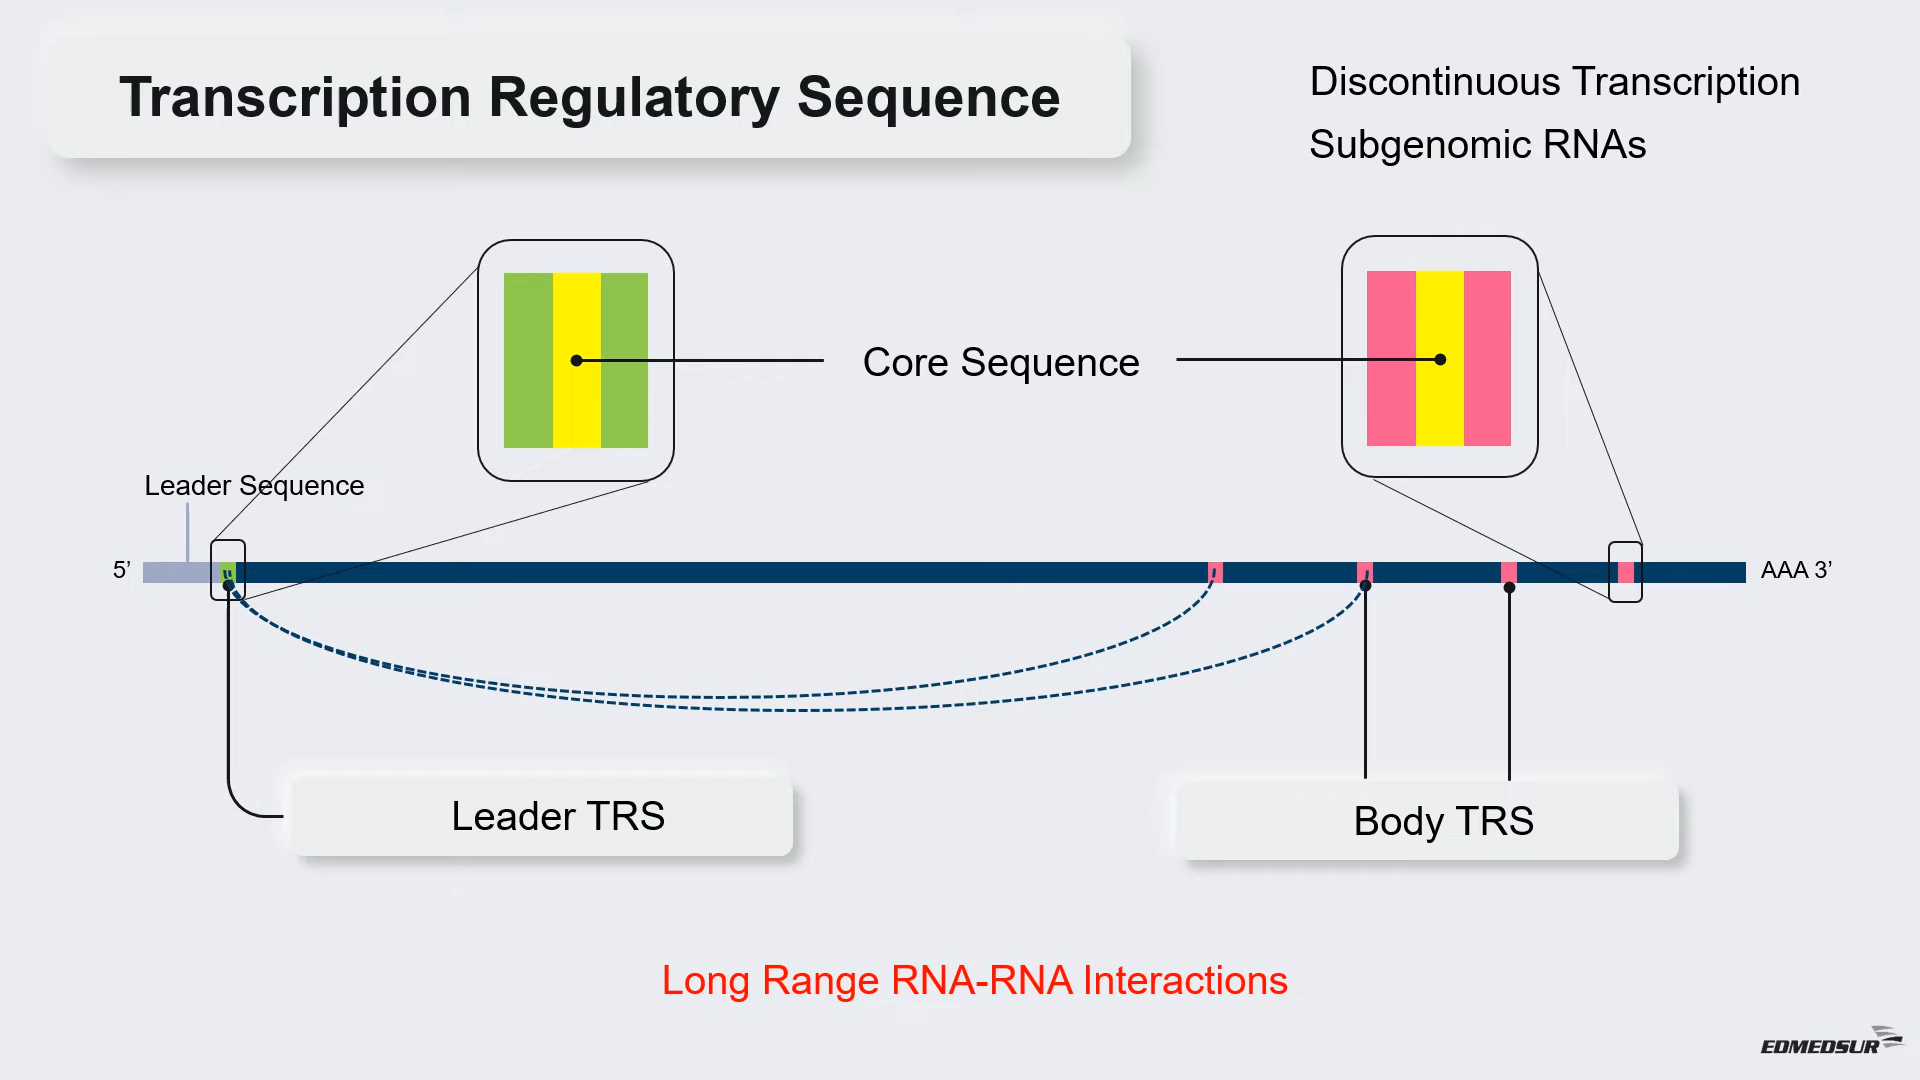 Transcription Regulatory Sequence
Discontinuous Transcription
Subgenomic RNAs
Core Sequence
Leader Sequence
5’
AAA 3’
Leader TRS
Body TRS
Long Range RNA-RNA Interactions
EDMEDSUR